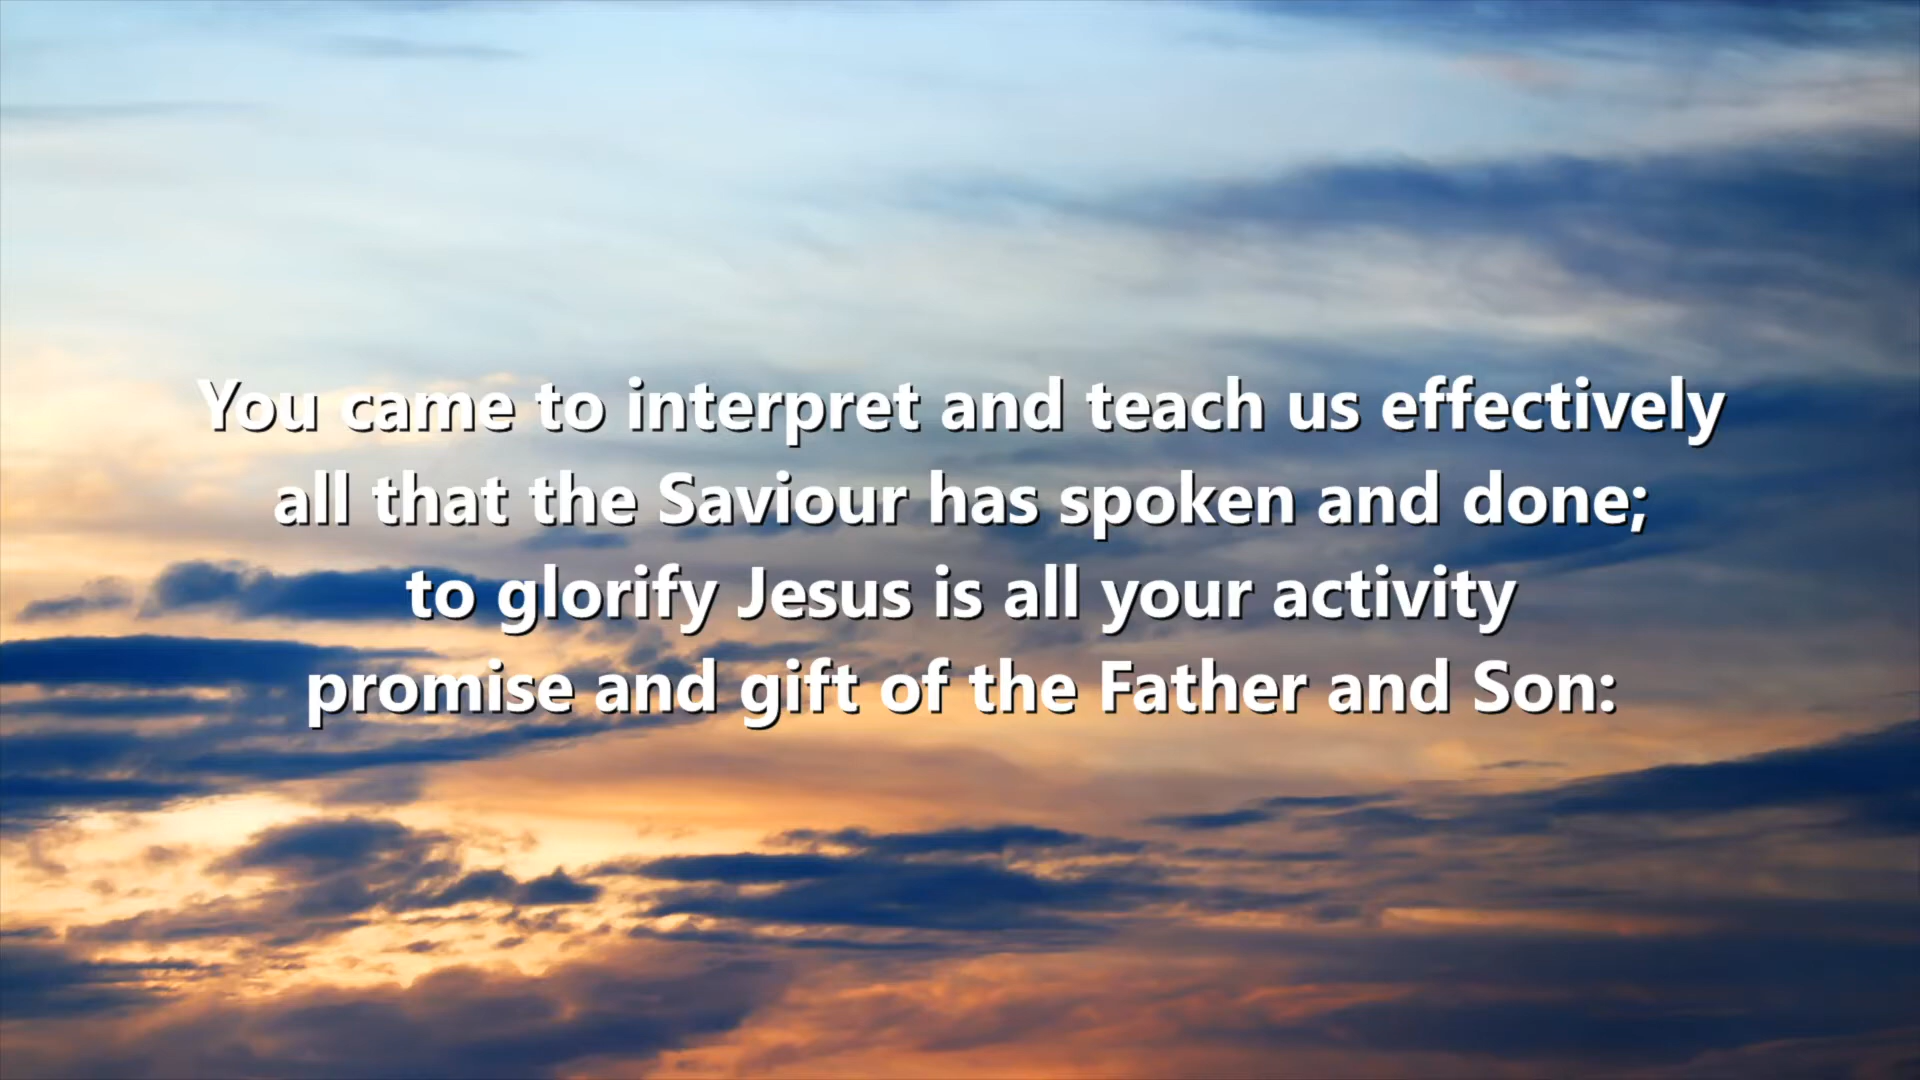 You came to interpret and teach us effectively
all that the Saviour has spoken and done;
to glorify Jesus is all your activity
promise and gift of the Father and Son: